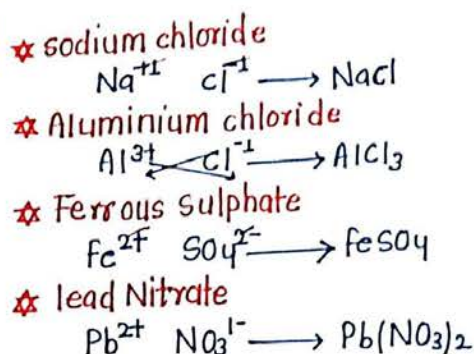 ☆ sodium chloride
Na⁺¹ Cl⁻¹ ⟶ NaCl
☆ Aluminium chloride
Al³⁺ Cl⁻¹ ⟶ AlCl₃
☆ Ferrous sulphate
Fe²⁺ SO₄²⁻ ⟶ FeSO₄
☆ lead Nitrate
Pb²⁺ NO₃¹⁻ ⟶ Pb(NO₃)₂